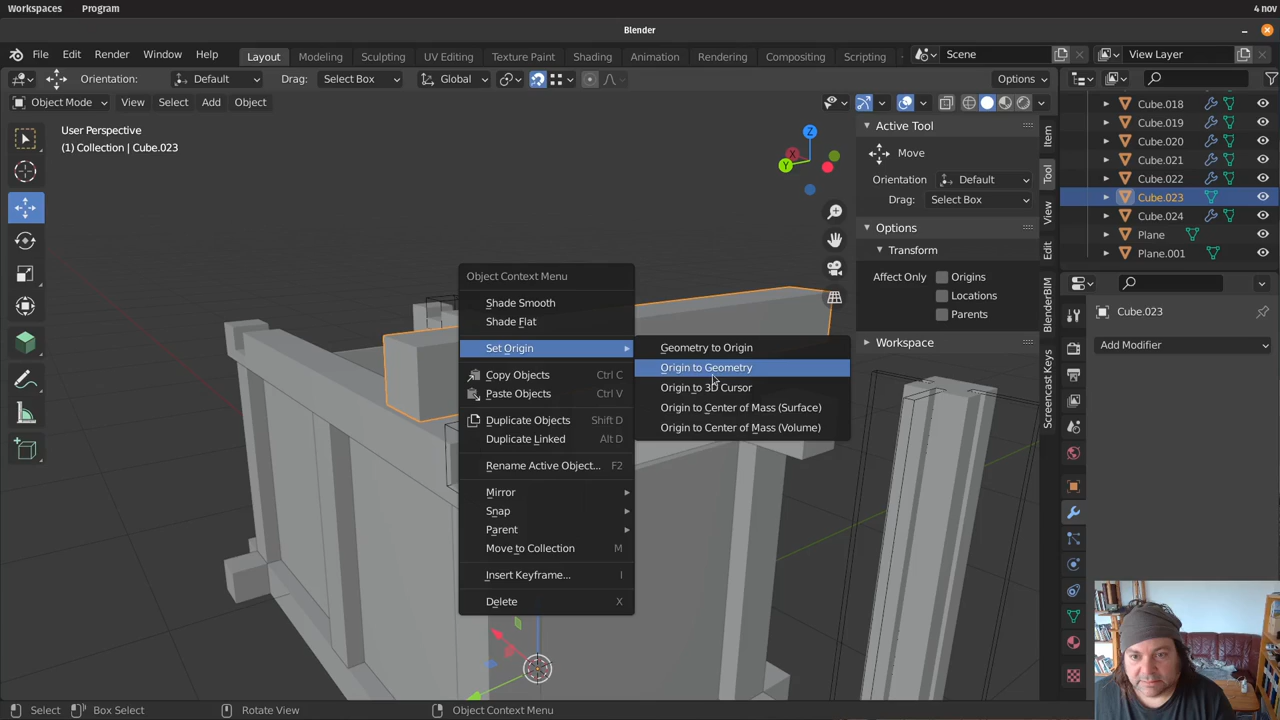 Workspaces Program 4 nov
Blender
File Edit Render Window Help Layout Modeling Sculpting UV Editing Texture Paint Shading Animation Rendering Compositing Scripting Scene View Layer
Orientation: Default Drag: Select Box Global Options
Object Mode View Select Add Object
User Perspective
(1) Collection | Cube.023
Z
X
Y
Active Tool
Move
Orientation Default
Drag: Select Box
Options
Transform
Affect Only Origins
Locations
Parents
Workspace
Item
Tool
View
Edit
BlenderBIM
Screencast Keys
Cube.018
Cube.019
Cube.020
Cube.021
Cube.022
Cube.023
Cube.024
Plane
Plane.001
Cube.023
Add Modifier
Object Context Menu
Shade Smooth
Shade Flat
Set Origin
Copy Objects Ctrl C
Paste Objects Ctrl V
Duplicate Objects Shift D
Duplicate Linked Alt D
Rename Active Object... F2
Mirror
Snap
Parent
Move to Collection M
Insert Keyframe... I
Delete X
Geometry to Origin
Origin to Geometry
Origin to 3D Cursor
Origin to Center of Mass (Surface)
Origin to Center of Mass (Volume)
Select Box Select Rotate View Object Context Menu